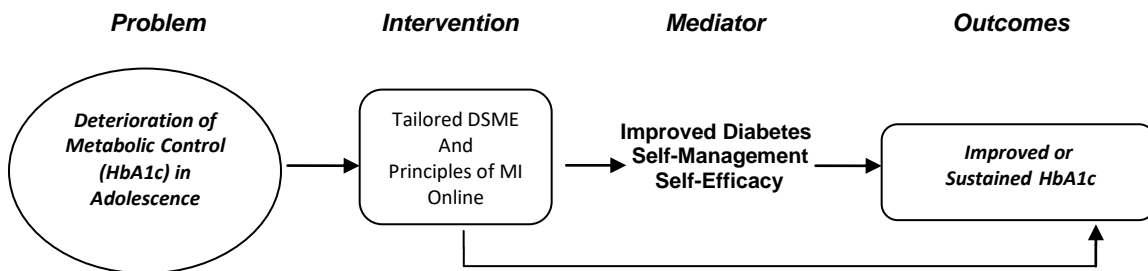 Problem
Intervention
Mediator
Outcomes
Deterioration of
Metabolic Control
(HbA1c) in
Adolescence
Tailored DSME
And
Principles of MI
Online
Improved Diabetes
Self-Management
Self-Efficacy
Improved or
Sustained HbA1c